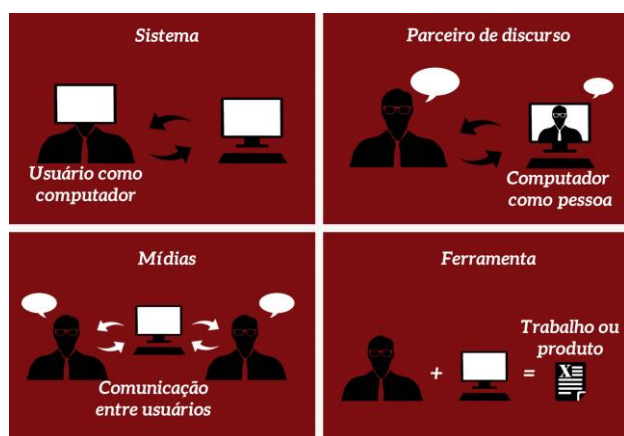 Sistema
Usuário como
computador
Parceiro de discurso
Computador
como pessoa
Mídias
Comunicação
entre usuários
Ferramenta
Trabalho ou
produto
+
=
X